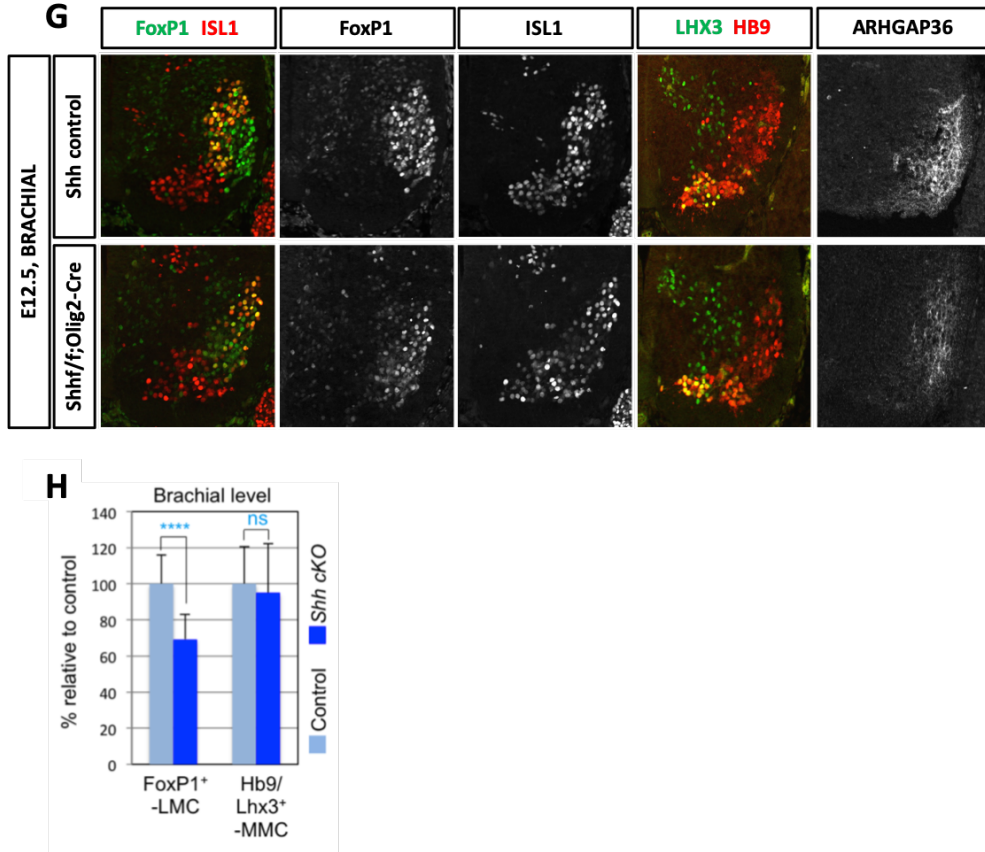 G
FoxP1 ISL1
FoxP1
ISL1
LHX3 HB9
ARHGAP36
E12.5, BRACHIAL
Shh control
Shhf/f;Olig2-Cre
H
Brachial level
% relative to control
140
120
100
80
60
40
20
0
****
ns
FoxP1+
-LMC
Hb9/
Lhx3+
-MMC
Shh cKO
Control